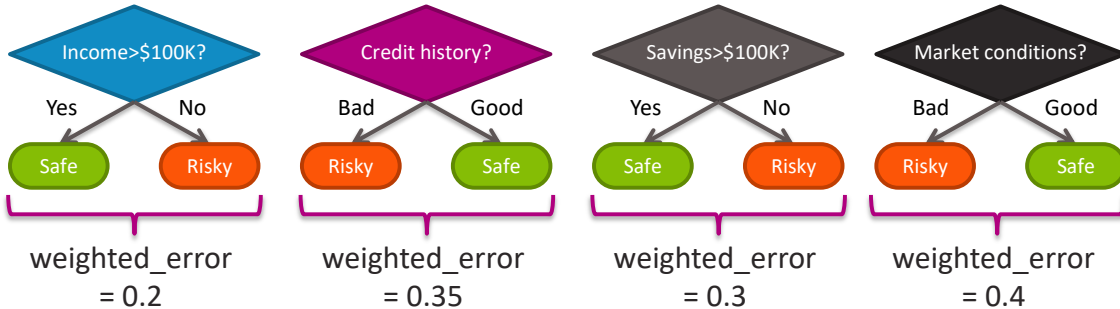 Income>$100K?
Yes
No
Safe
Risky
weighted_error
= 0.2
Credit history?
Bad
Good
Risky
Safe
weighted_error
= 0.35
Savings>$100K?
Yes
No
Safe
Risky
weighted_error
= 0.3
Market conditions?
Bad
Good
Risky
Safe
weighted_error
= 0.4